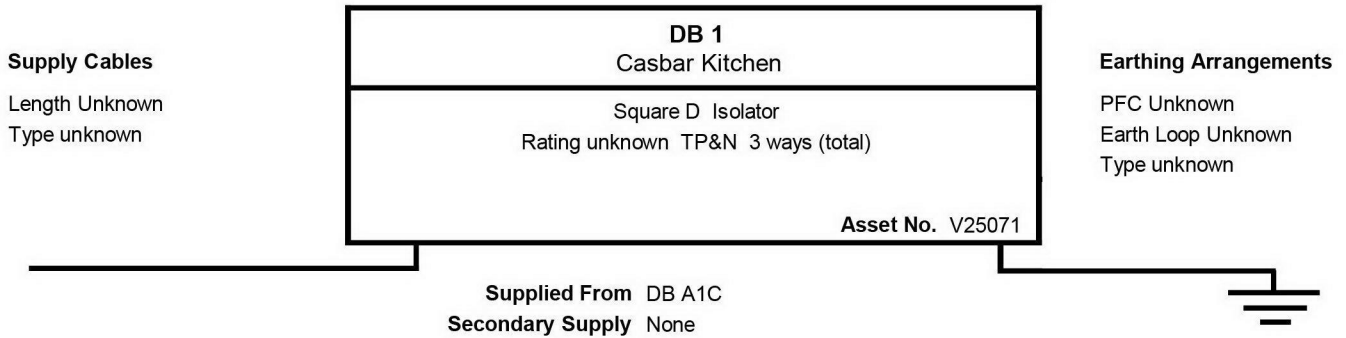 DB 1
Casbar Kitchen
Supply Cables
Length Unknown
Type unknown
Square D Isolator
Rating unknown TP&N 3 ways (total)
Asset No. V25071
Earthing Arrangements
PFC Unknown
Earth Loop Unknown
Type unknown
Supplied From DB A1C
Secondary Supply None